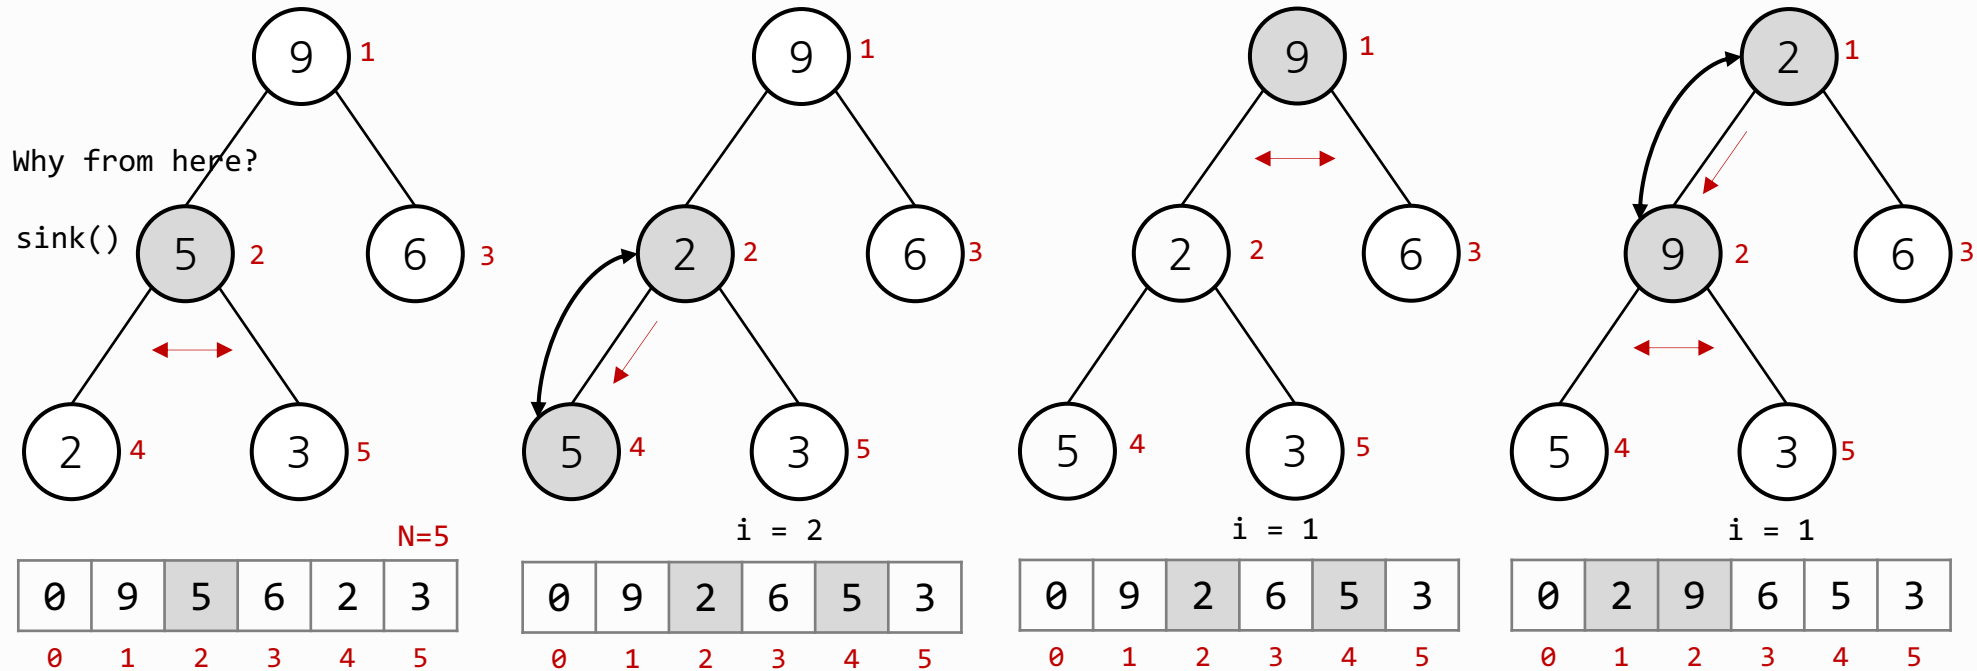 9 1
Why from here?
sink() 5 2 6 3
2 4 3 5
N=5
0 9 5 6 2 3
0 1 2 3 4 5
9 1
2 2 6 3
5 4 3 5
i = 2
0 9 2 6 5 3
0 1 2 3 4 5
9 1
2 2 6 3
5 4 3 5
i = 1
0 9 2 6 5 3
0 1 2 3 4 5
2 1
9 2 6 3
5 4 3 5
i = 1
0 2 9 6 5 3
0 1 2 3 4 5